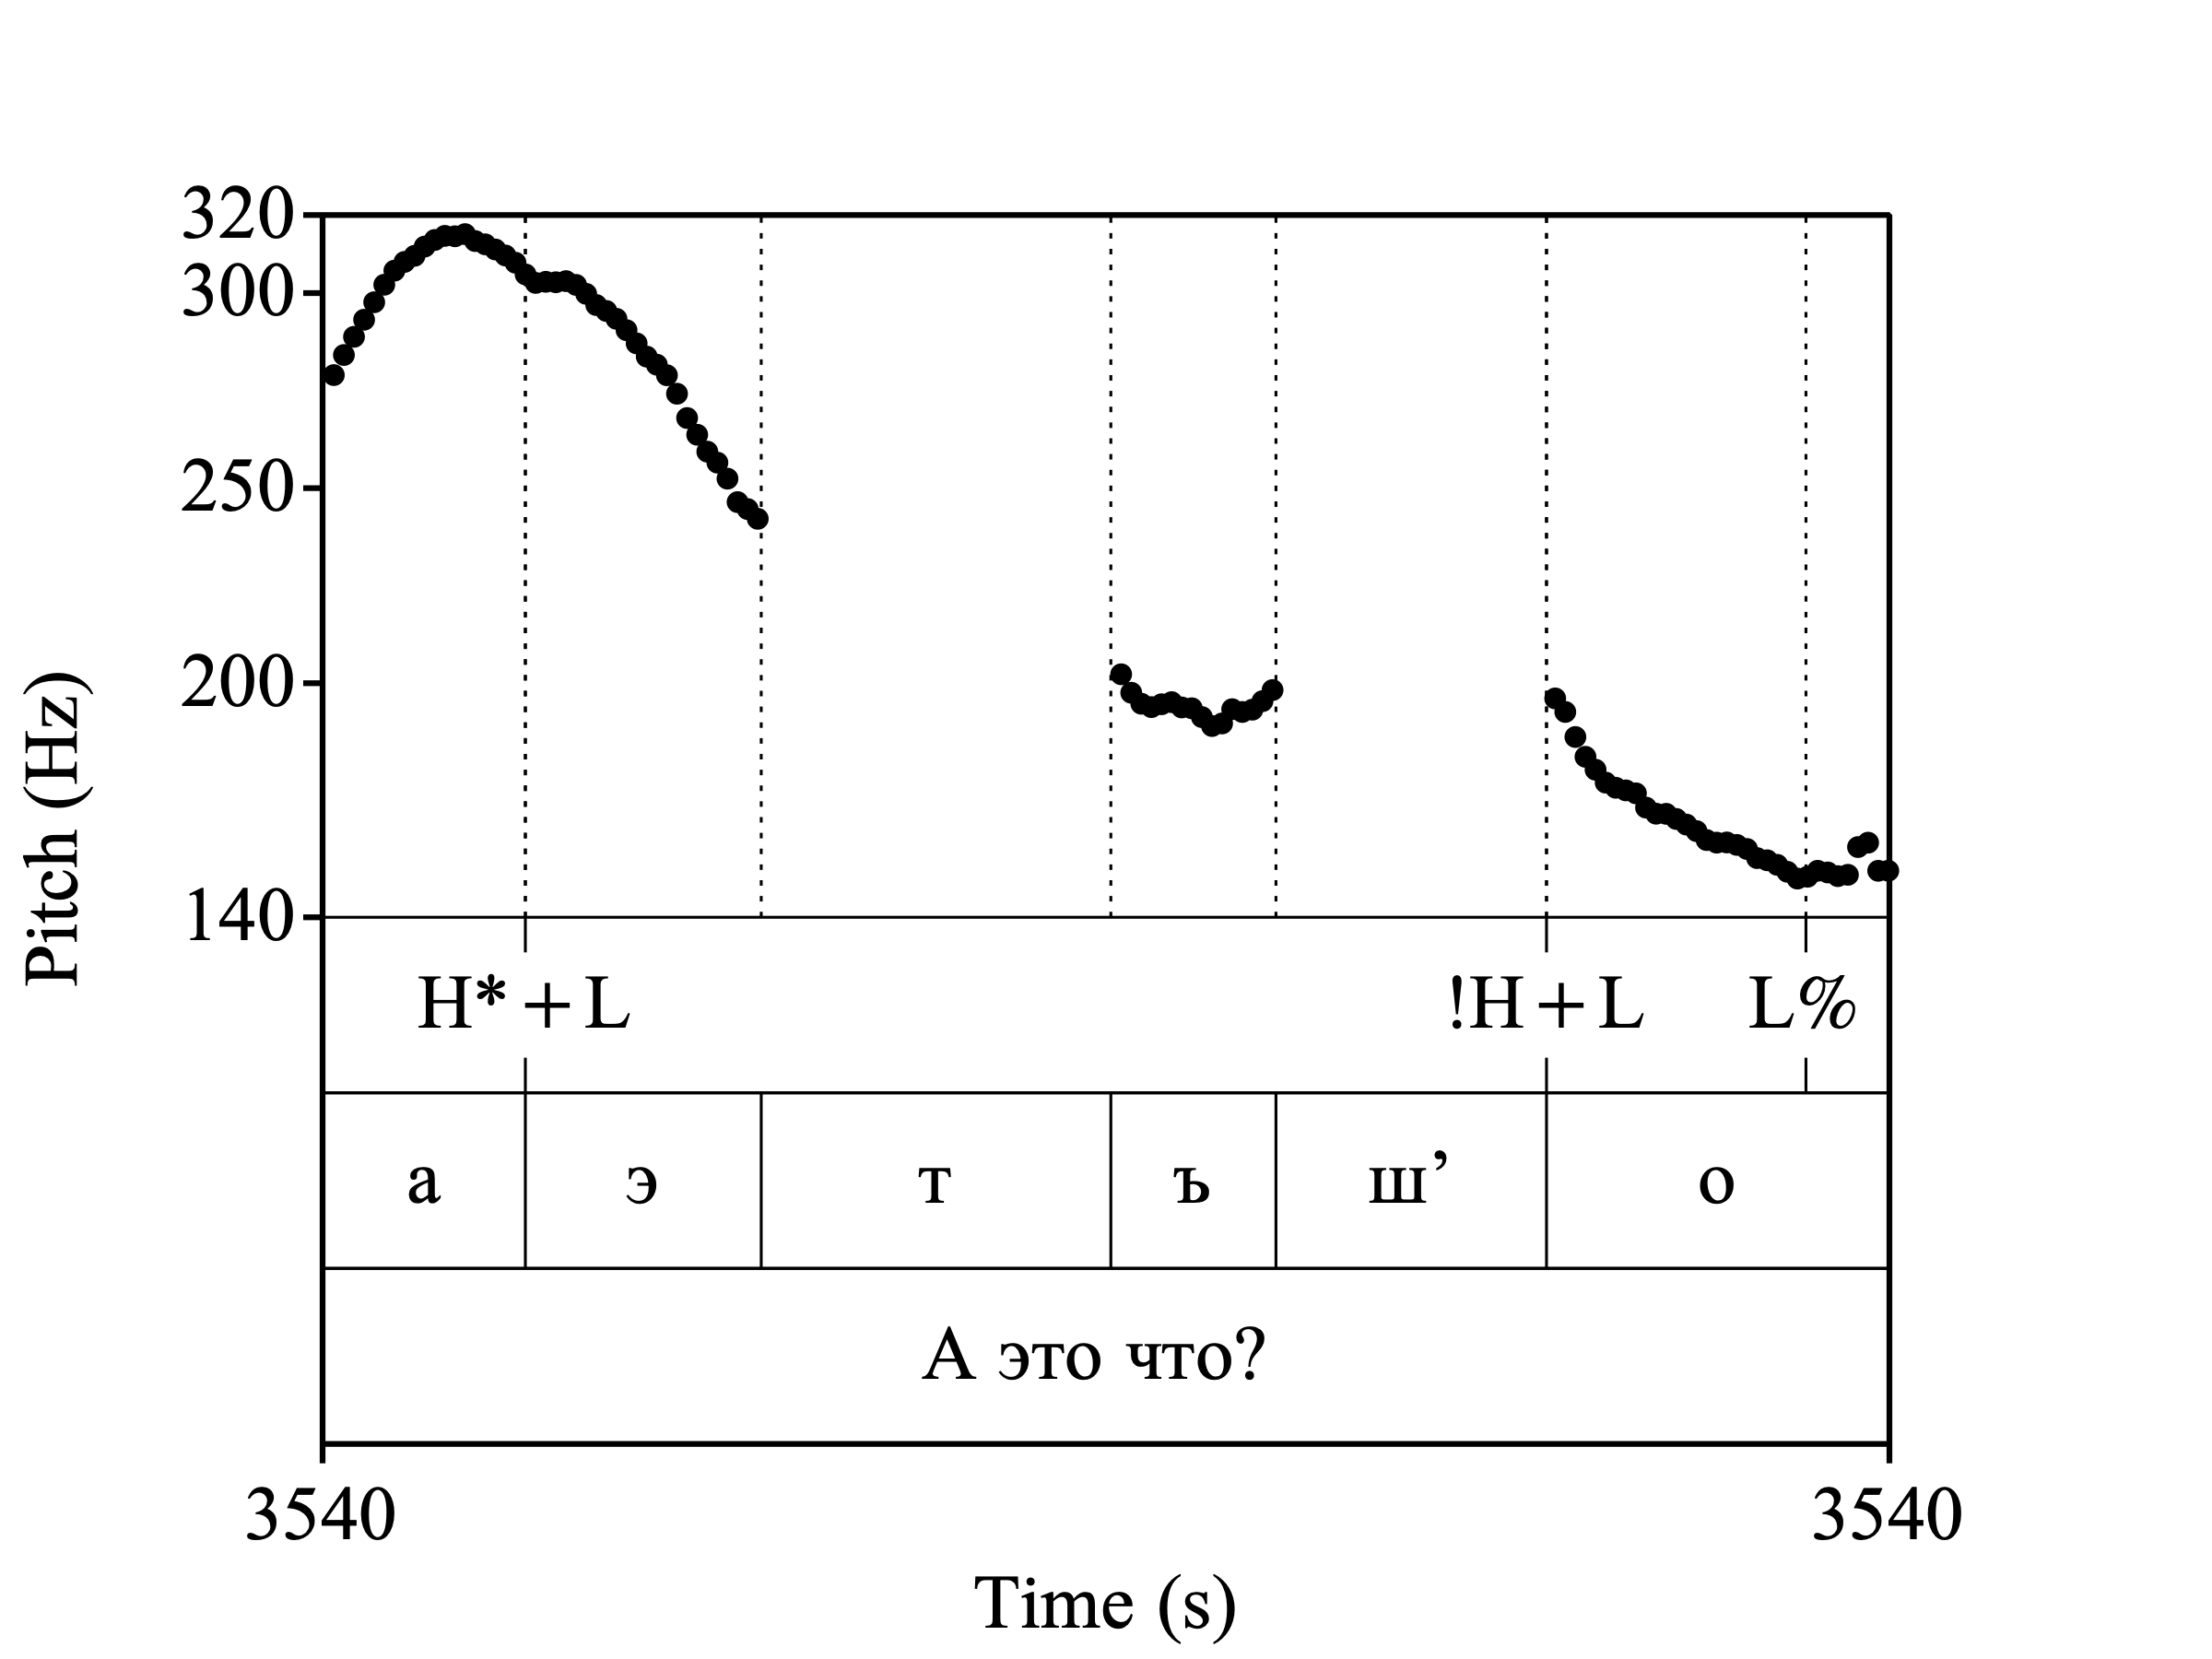 320
300
250
200
140
Pitch (Hz)
H*+L !H+L L%
а э т ъ ш’ о
А это что?
3540 3540
Time (s)